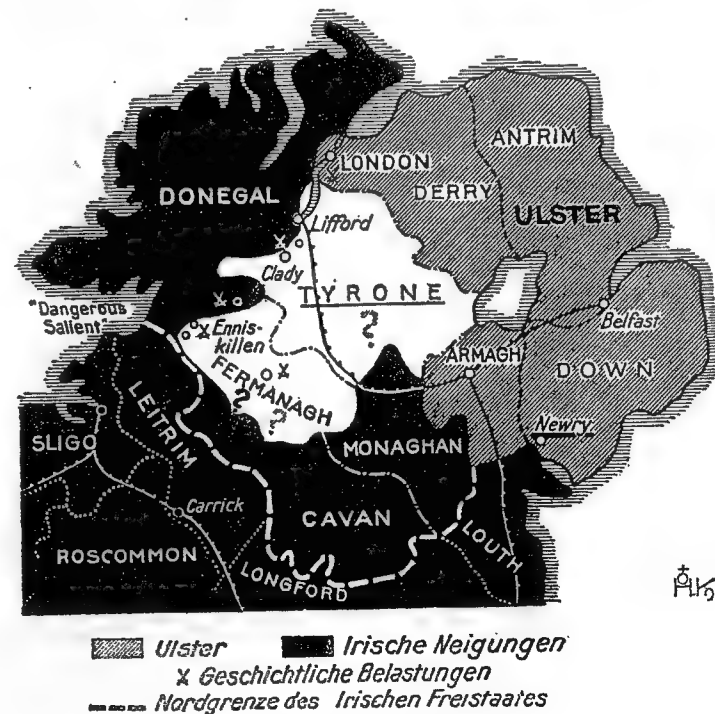 ANTRIM
LONDON
DERRY
DONEGAL
ULSTER
Lifford
Clady
TYRONE
?
"Dangerous
Salient"
Belfast
Ennis-
killen
ARMAGH
DOWN
FERMANAGH
? ?
LEITRIM
MONAGHAN
Newry
SLIGO
Carrick
CAVAN
LOUTH
ROSCOMMON
LONGFORD
Ulster Irische Neigungen
x Geschichtliche Belastungen
Nordgrenze des Irischen Freistaates